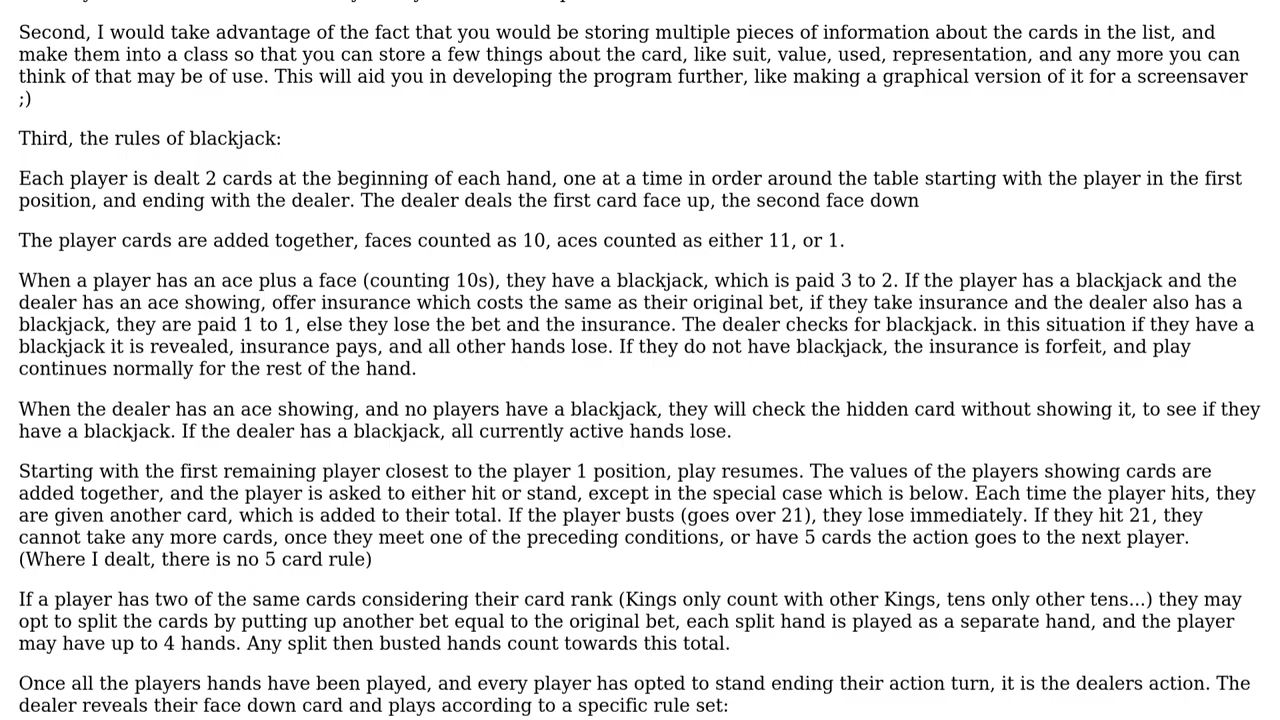 Second, I would take advantage of the fact that you would be storing multiple pieces of information about the cards in the list, and
make them into a class so that you can store a few things about the card, like suit, value, used, representation, and any more you can
think of that may be of use. This will aid you in developing the program further, like making a graphical version of it for a screensaver
;)
Third, the rules of blackjack:
Each player is dealt 2 cards at the beginning of each hand, one at a time in order around the table starting with the player in the first
position, and ending with the dealer. The dealer deals the first card face up, the second face down
The player cards are added together, faces counted as 10, aces counted as either 11, or 1.
When a player has an ace plus a face (counting 10s), they have a blackjack, which is paid 3 to 2. If the player has a blackjack and the
dealer has an ace showing, offer insurance which costs the same as their original bet, if they take insurance and the dealer also has a
blackjack, they are paid 1 to 1, else they lose the bet and the insurance. The dealer checks for blackjack. in this situation if they have a
blackjack it is revealed, insurance pays, and all other hands lose. If they do not have blackjack, the insurance is forfeit, and play
continues normally for the rest of the hand.
When the dealer has an ace showing, and no players have a blackjack, they will check the hidden card without showing it, to see if they
have a blackjack. If the dealer has a blackjack, all currently active hands lose.
Starting with the first remaining player closest to the player 1 position, play resumes. The values of the players showing cards are
added together, and the player is asked to either hit or stand, except in the special case which is below. Each time the player hits, they
are given another card, which is added to their total. If the player busts (goes over 21), they lose immediately. If they hit 21, they
cannot take any more cards, once they meet one of the preceding conditions, or have 5 cards the action goes to the next player.
(Where I dealt, there is no 5 card rule)
If a player has two of the same cards considering their card rank (Kings only count with other Kings, tens only other tens...) they may
opt to split the cards by putting up another bet equal to the original bet, each split hand is played as a separate hand, and the player
may have up to 4 hands. Any split then busted hands count towards this total.
Once all the players hands have been played, and every player has opted to stand ending their action turn, it is the dealers action. The
dealer reveals their face down card and plays according to a specific rule set: